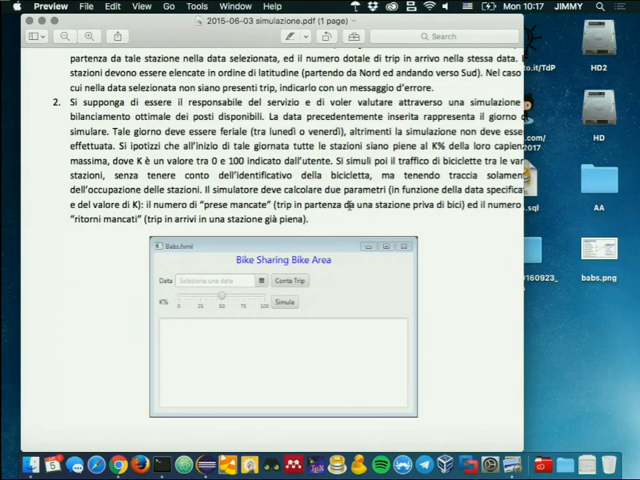 Preview File Edit View Go Tools Window Help Mon 10:17 JIMMY
2015-06-03 simulazione.pdf (1 page)
Search
partenza da tale stazione nella data selezionata, ed il numero dotale di trip in arrivo nella stessa data.
stazioni devono essere elencate in ordine di latitudine (partendo da Nord ed andando verso Sud). Nel caso
cui nella data selezionata non siano presenti trip, indicarlo con un messaggio d'errore.
2. Si supponga di essere il responsabile del servizio e di voler valutare attraverso una simulazione
bilanciamento ottimale dei posti disponibili. La data precedentemente inserita rappresenta il giorno
simulare. Tale giorno deve essere feriale (tra lunedì o venerdì), altrimenti la simulazione non deve esse
effettuata. Si ipotizzi che all'inizio di tale giornata tutte le stazioni siano piene al K% della loro capien
massima, dove K è un valore tra 0 e 100 indicato dall'utente. Si simuli poi il traffico di biciclette tra le var
stazioni, senza tenere conto dell'identificativo della bicicletta, ma tenendo traccia solamen
dell'occupazione delle stazioni. Il simulatore deve calcolare due parametri (in funzione della data specifica
e del valore di K): il numero di "prese mancate" (trip in partenza da una stazione priva di bici) ed il numero
"ritorni mancati" (trip in arrivi in una stazione già piena).
Babs.fxml
Bike Sharing Bike Area
Data Selezione una data Conta Trip
K% 0 25 50 75 100 Simula
to.it/TdP
HD2
com/
HD
.sql
AA
20160923_
babs.png